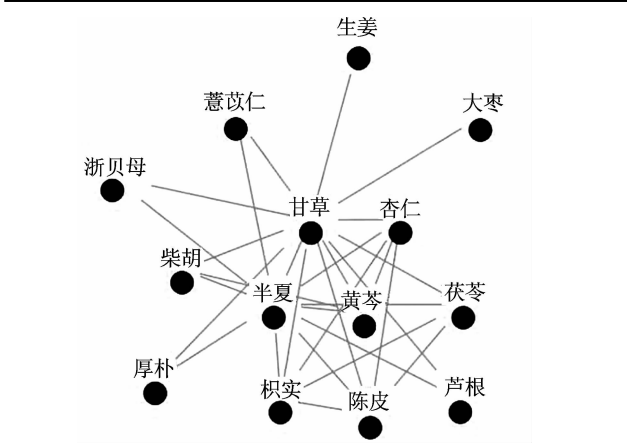 生姜
薏苡仁
大枣
浙贝母
甘草
杏仁
柴胡
半夏
黄芩
茯苓
厚朴
枳实
陈皮
芦根